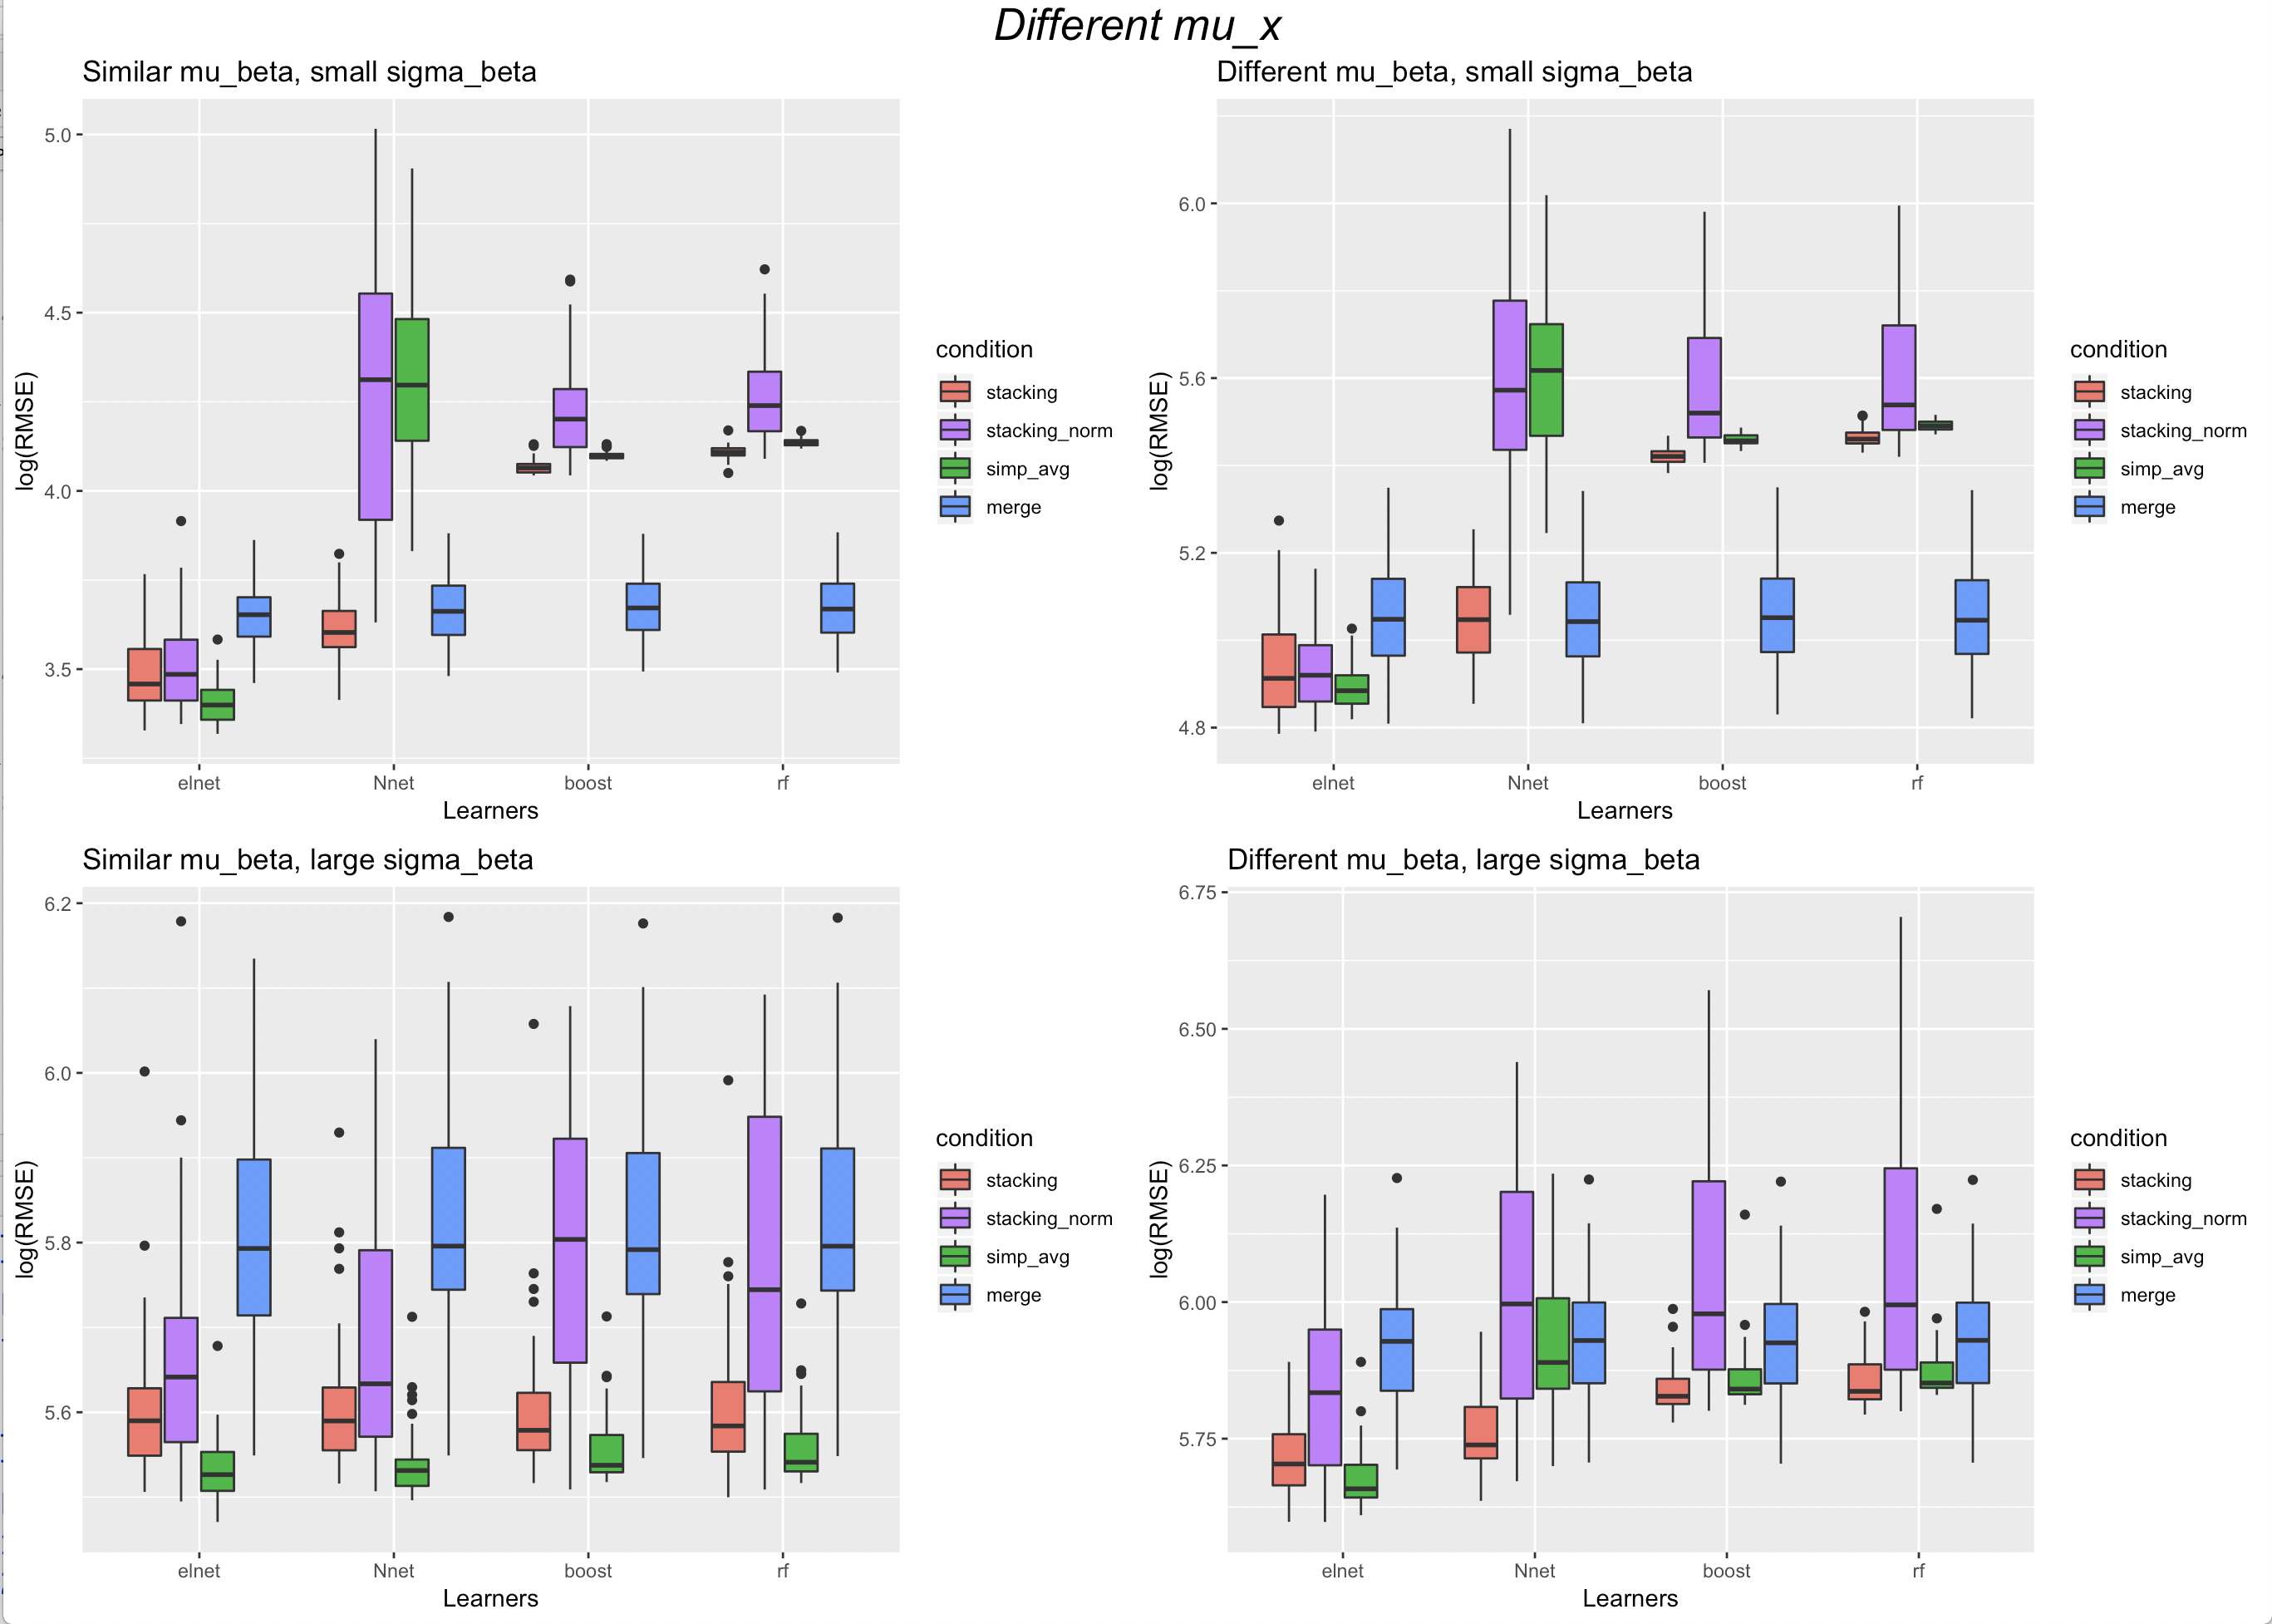 Different mu_x
Similar mu_beta, small sigma_beta
log(RMSE)
5.0
4.5
4.0
3.5
elnet Nnet boost rf
Learners
condition
stacking
stacking_norm
simp_avg
merge
Different mu_beta, small sigma_beta
log(RMSE)
6.0
5.6
5.2
4.8
elnet Nnet boost rf
Learners
condition
stacking
stacking_norm
simp_avg
merge
Similar mu_beta, large sigma_beta
log(RMSE)
6.2
6.0
5.8
5.6
elnet Nnet boost rf
Learners
condition
stacking
stacking_norm
simp_avg
merge
Different mu_beta, large sigma_beta
log(RMSE)
6.75
6.50
6.25
6.00
5.75
elnet Nnet boost rf
Learners
condition
stacking
stacking_norm
simp_avg
merge